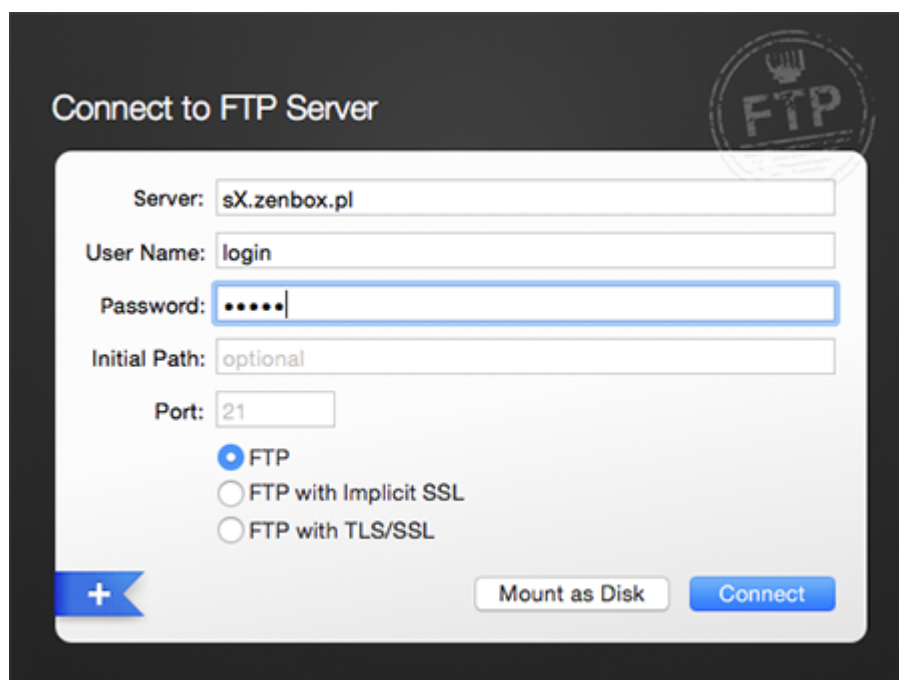 FTP
Connect to FTP Server
Server: sX.zenbox.pl
User Name: login
Password: •••••
Initial Path: optional
Port: 21
FTP
FTP with Implicit SSL
FTP with TLS/SSL
+ Mount as Disk Connect